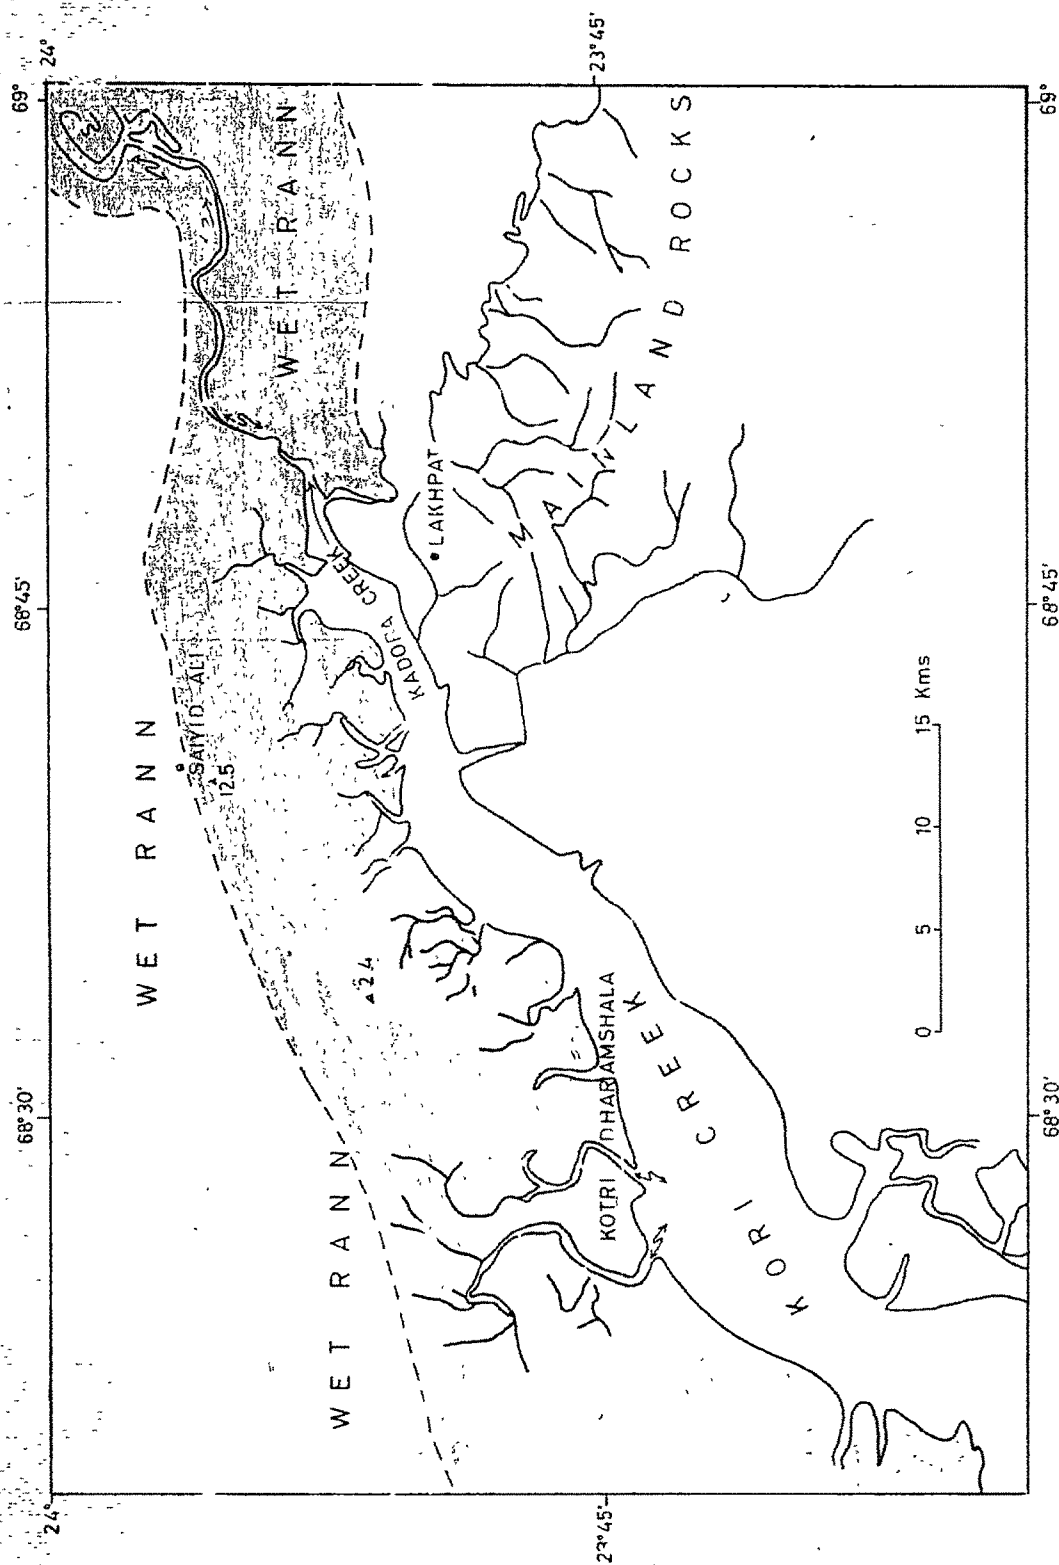 24°
68°30'
68°45'
69°
24°
WET RANN
WET RANN
WET RANN
SAIYID ALI
12.5
2.4
KADORA CREEK
LAKHPAT
MAINLAND ROCKS
KOTRI DHARAMSHALA
KORI CREEK
23°45'
23°45'
0 5 10 15 Kms
68°30'
68°45'
69°